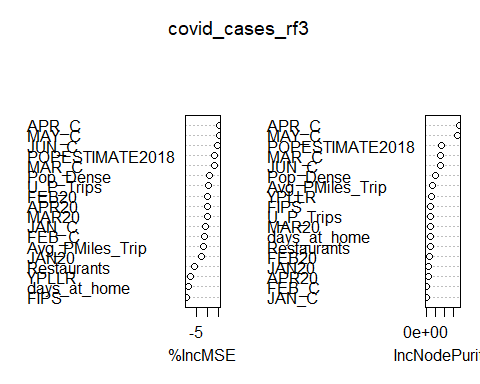 covid_cases_rf3
APR_C
MAY_C
JUN_C
POPESTIMATE2018
MAR_C
Pop_Dense
U_P_Trips
FEB20
APR20
MAR20
JAN_C
FEB_C
Avg_PMiles_Trip
JAN20
Restaurants
YPLLR
days_at_home
FIPS
-5
%IncMSE
APR_C
MAY_C
POPESTIMATE2018
MAR_C
JUN_C
Pop_Dense
Avg_PMiles_Trip
YPLLR
FIPS
U_P_Trips
MAR20
days_at_home
Restaurants
FEB20
JAN20
APR20
FEB_C
JAN_C
0e+00
IncNodePurit